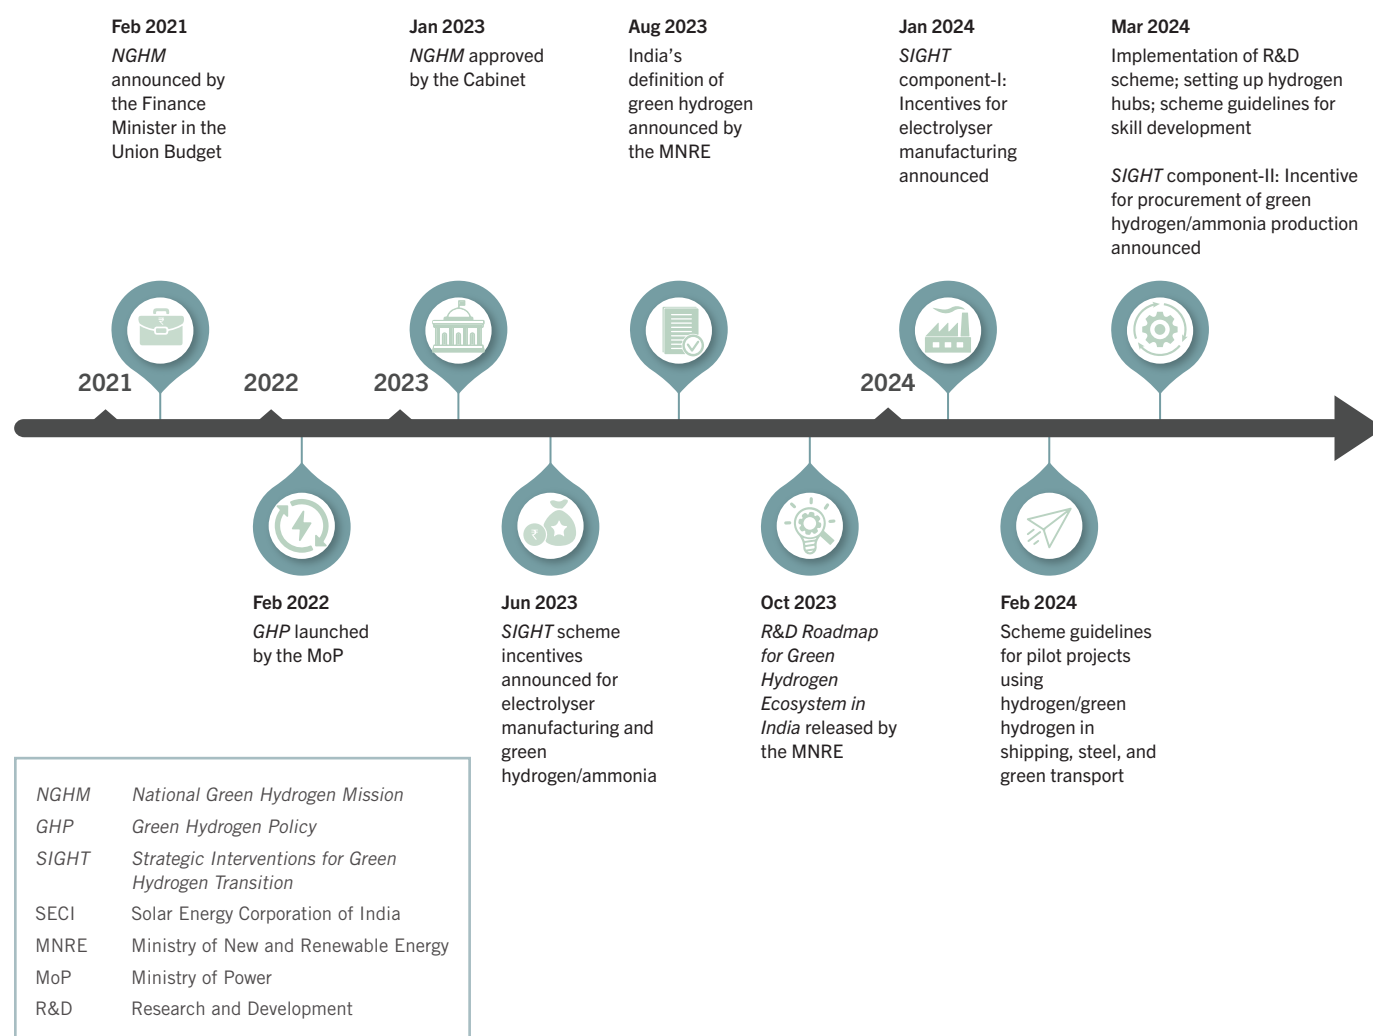 Feb 2021
NGHM
announced by
the Finance
Minister in the
Union Budget
Jan 2023
NGHM approved
by the Cabinet
Aug 2023
India’s
definition of
green hydrogen
announced by
the MNRE
Jan 2024
SIGHT
component-I:
Incentives for
electrolyser
manufacturing
announced
Mar 2024
Implementation of R&D
scheme; setting up hydrogen
hubs; scheme guidelines for
skill development
SIGHT component-II: Incentive
for procurement of green
hydrogen/ammonia production
announced
2021
2022
2023
2024
Feb 2022
GHP launched
by the MoP
Jun 2023
SIGHT scheme
incentives
announced for
electrolyser
manufacturing and
green
hydrogen/ammonia
Oct 2023
R&D Roadmap
for Green
Hydrogen
Ecosystem in
India released by
the MNRE
Feb 2024
Scheme guidelines
for pilot projects
using
hydrogen/green
hydrogen in
shipping, steel, and
green transport
NGHM National Green Hydrogen Mission
GHP Green Hydrogen Policy
SIGHT Strategic Interventions for Green
Hydrogen Transition
SECI Solar Energy Corporation of India
MNRE Ministry of New and Renewable Energy
MoP Ministry of Power
R&D Research and Development